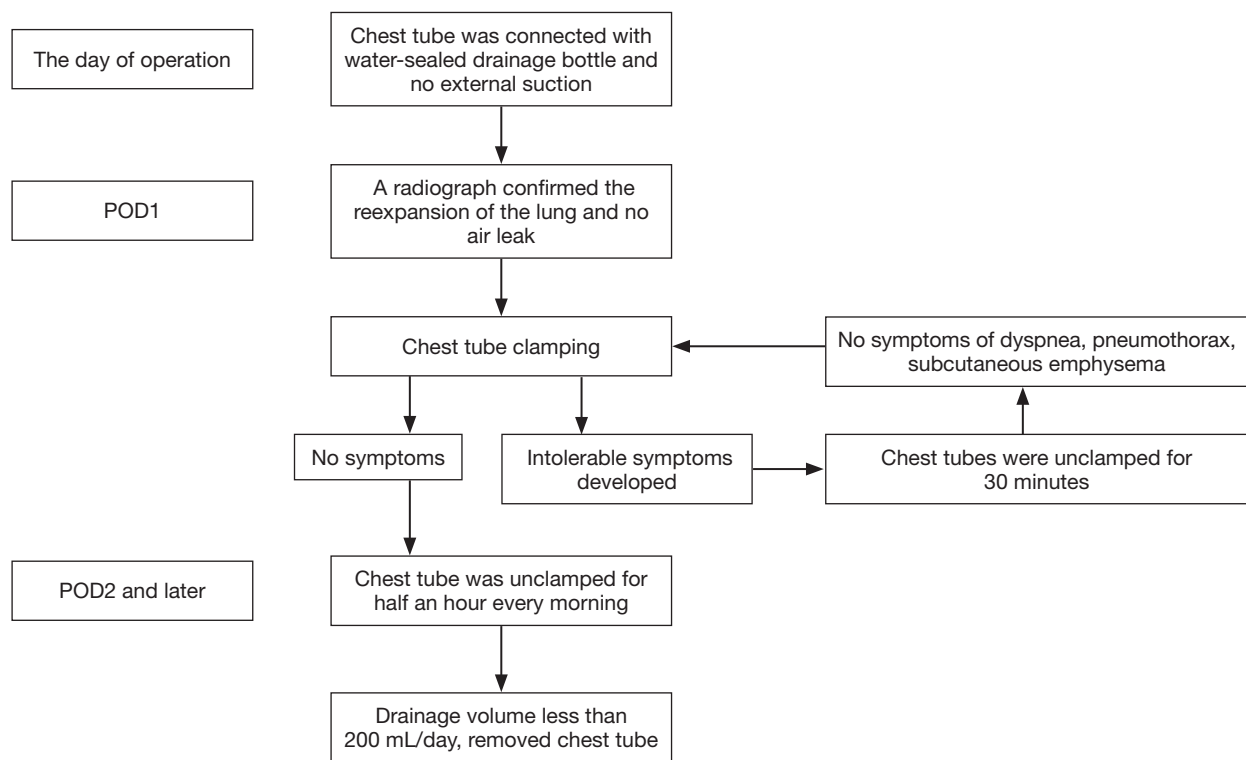 The day of operation
Chest tube was connected with
water-sealed drainage bottle and
no external suction
POD1
A radiograph confirmed the
reexpansion of the lung and no
air leak
Chest tube clamping
No symptoms of dyspnea, pneumothorax,
subcutaneous emphysema
No symptoms
Intolerable symptoms
developed
Chest tubes were unclamped for
30 minutes
POD2 and later
Chest tube was unclamped for
half an hour every morning
Drainage volume less than
200 mL/day, removed chest tube